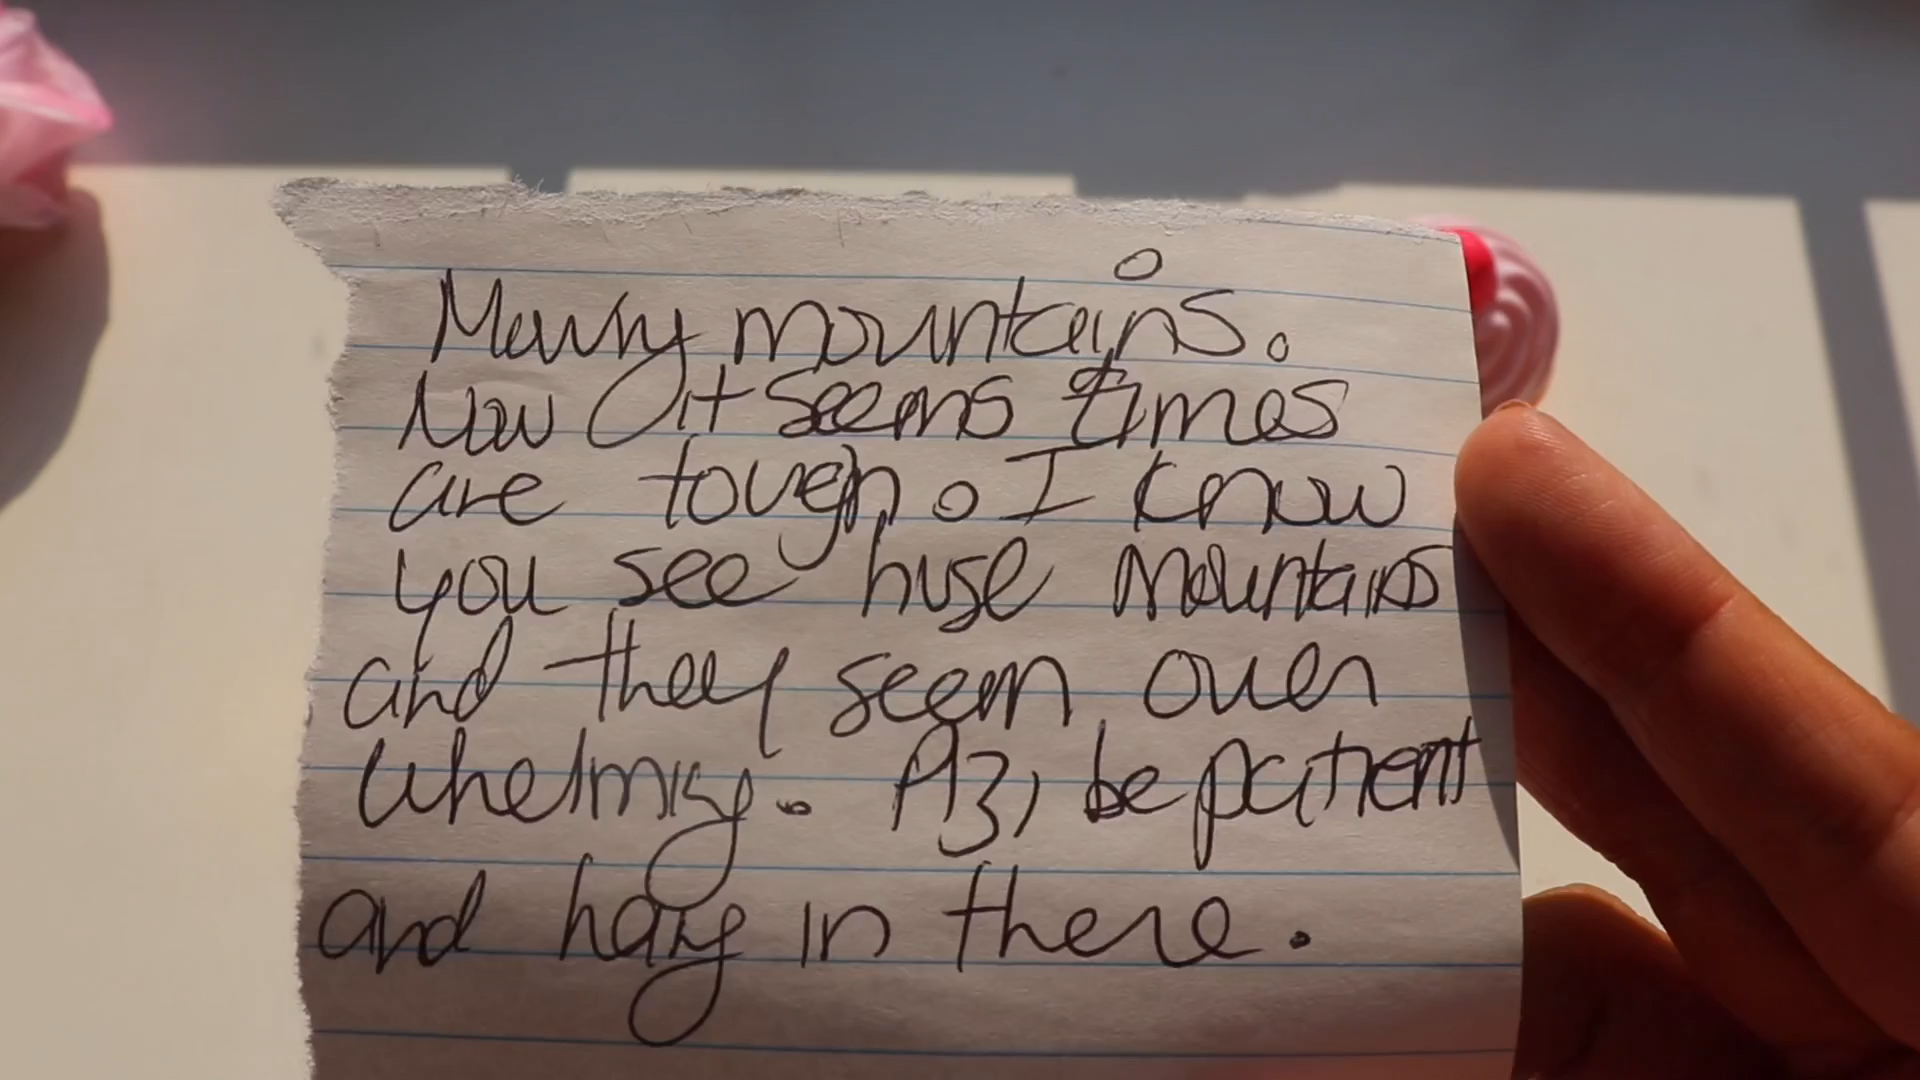 Many mountains.
Now it seems times
are tough. I know
you see huge mountains
and they seem over
whelming. Plz, be patient
and hang in there.